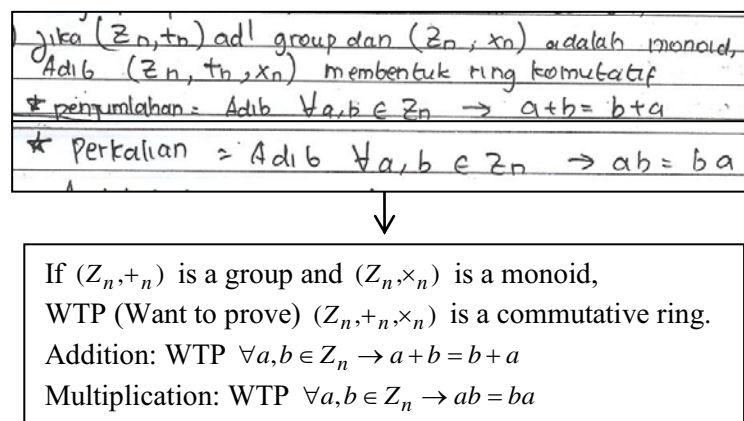 jika (Zn,+n) adl group dan (Zn, ×n) adalah monoid,
Adib (Zn, +n, ×n) membentuk ring komutatif
* penjumlahan = Adib ∀a,b ∈ Zn → a+b = b+a
* Perkalian = Adib ∀a, b ∈ Zn → ab = ba
If (Zn,+n) is a group and (Zn,×n) is a monoid,
WTP (Want to prove) (Zn,+n,×n) is a commutative ring.
Addition: WTP ∀a,b ∈ Zn → a + b = b + a
Multiplication: WTP ∀a,b ∈ Zn → ab = ba